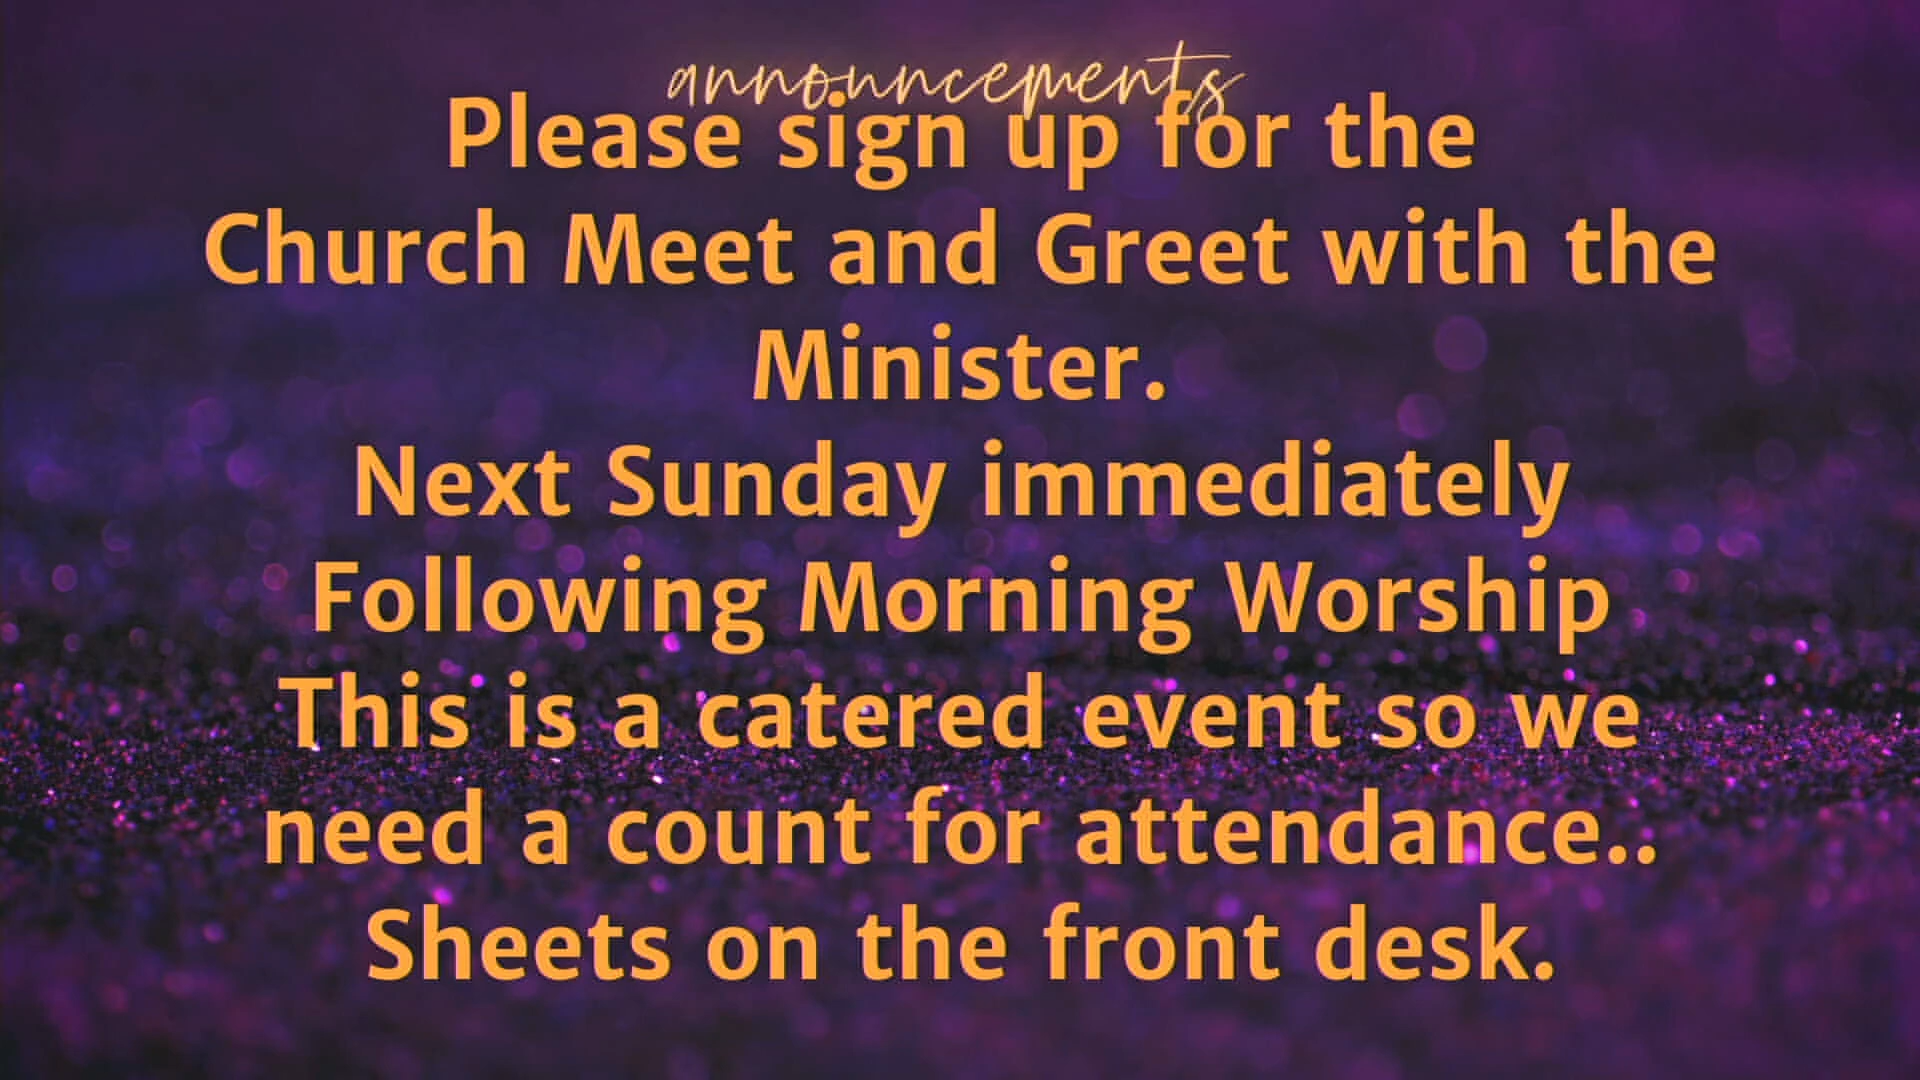 announcements
Please sign up for the
Church Meet and Greet with the
Minister.
Next Sunday immediately
Following Morning Worship
This is a catered event so we
need a count for attendance..
Sheets on the front desk.